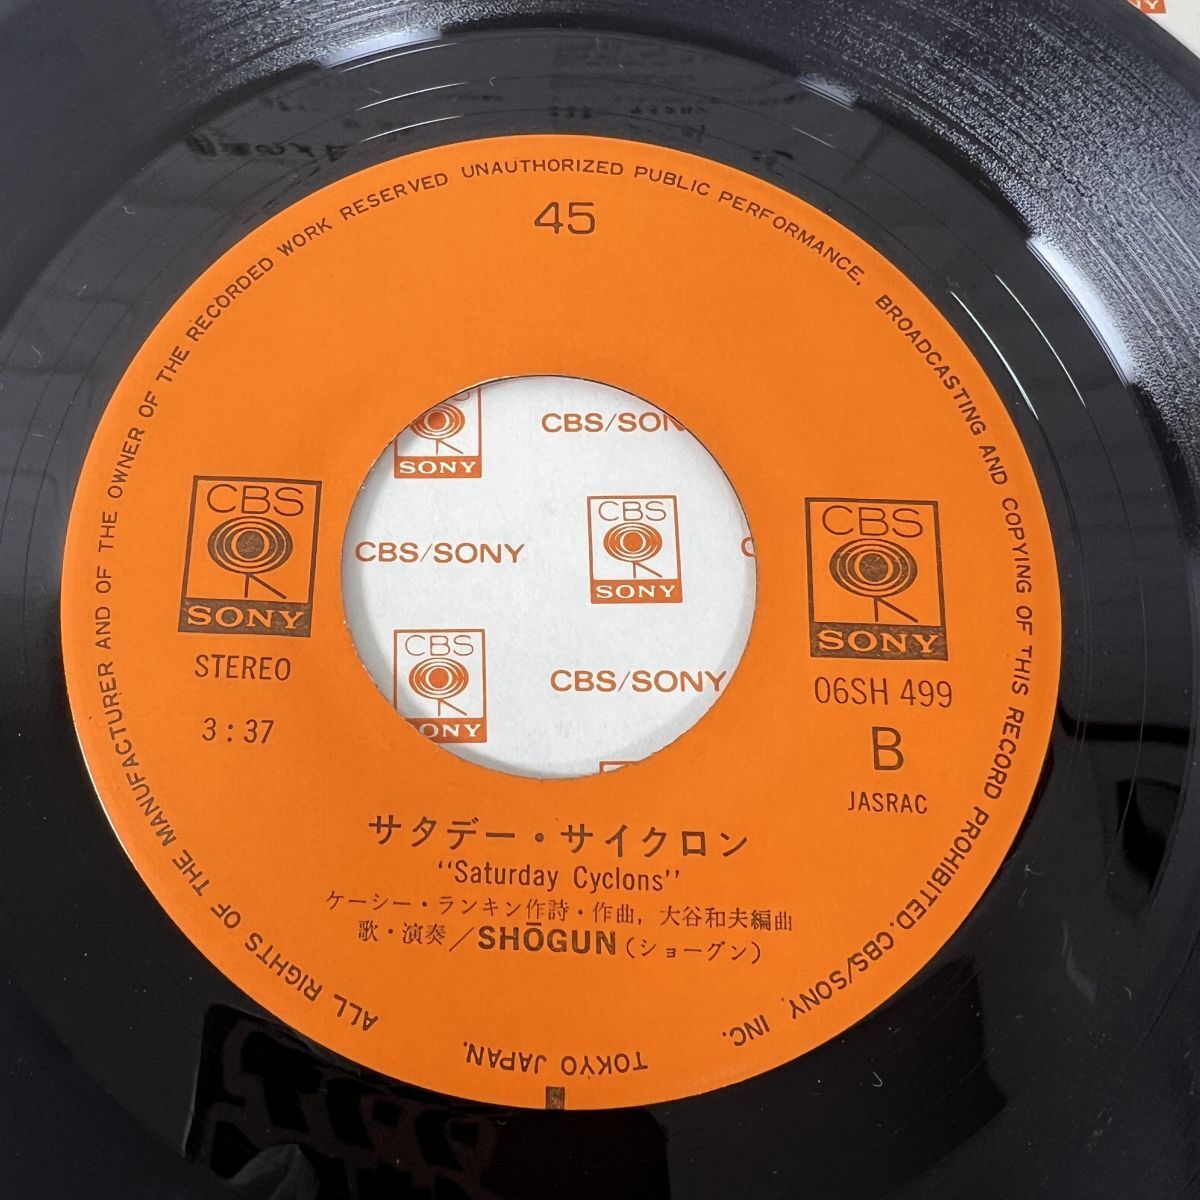 45
ALL RIGHTS OF THE MANUFACTURER AND OF THE OWNER OF THE RECORDED WORK RESERVED UNAUTHORIZED PUBLIC PERFORMANCE, BROADCASTING AND COPYING OF THIS RECORD PROHIBITED. CBS/SONY, INC. TOKYO JAPAN.
CBS
SONY
STEREO
3:37
CBS
SONY
06SH 499
B
JASRAC
SONY
CBS/SON
CBS/SONY
CBS
SONY
CBS
SONY
CBS/SONY
サタデー・サイクロン
"Saturday Cyclons"
ケーシー・ランキン作詩・作曲, 大谷和夫編曲
歌・演奏/SHŌGUN(ショーグン)